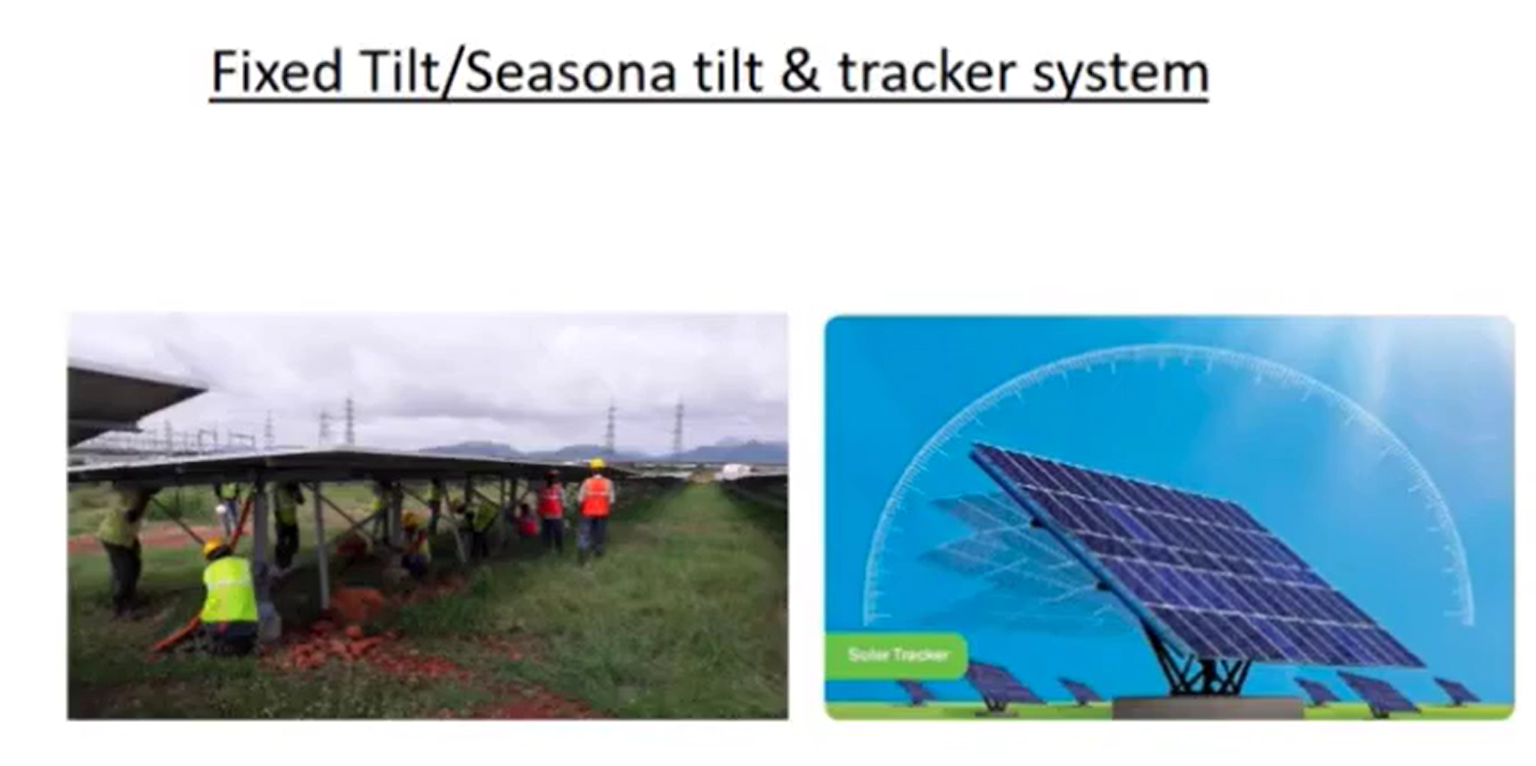 Fixed Tilt/Seasona tilt & tracker system
Solar Tracker